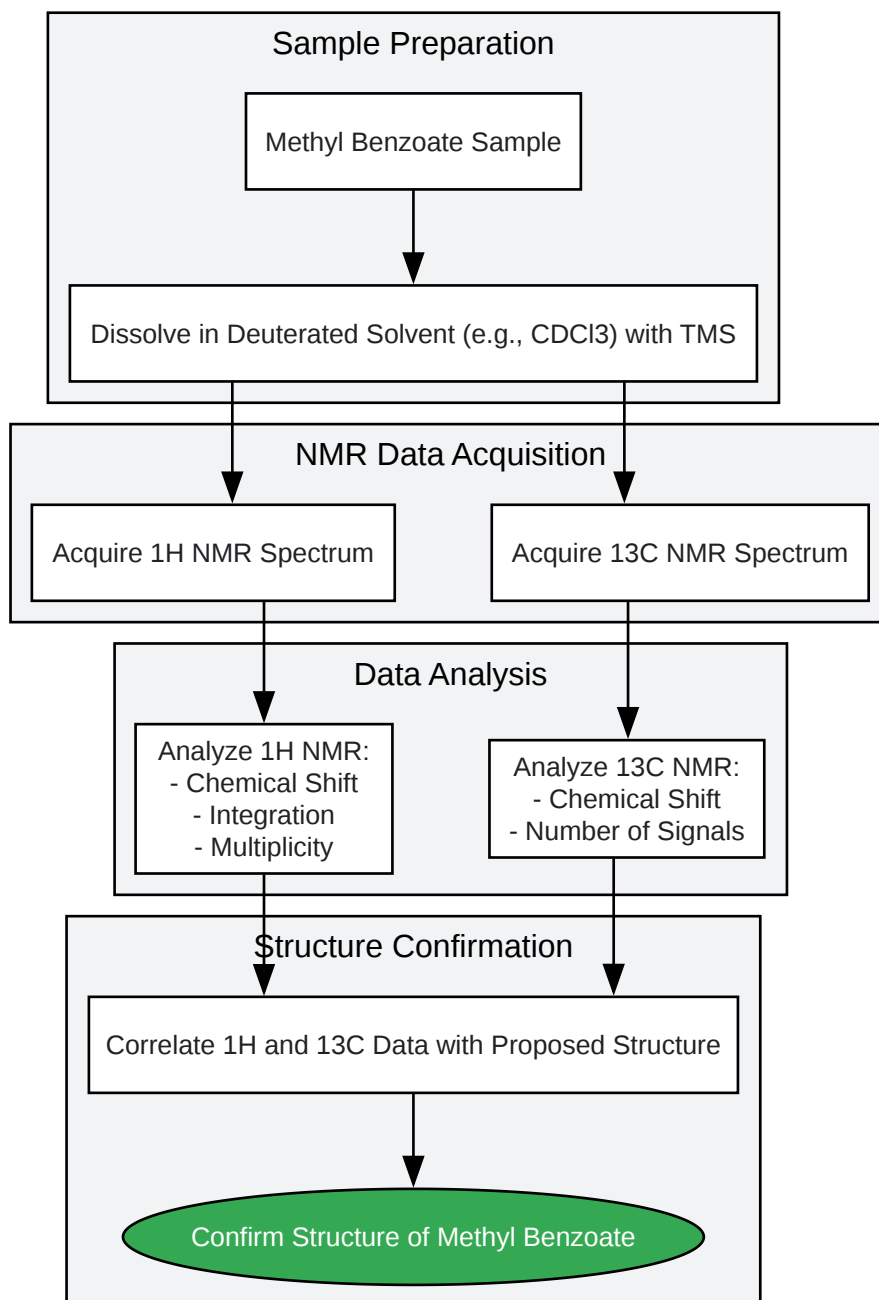 Sample Preparation
Methyl Benzoate Sample
Dissolve in Deuterated Solvent (e.g., CDCl3) with TMS
NMR Data Acquisition
Acquire 1H NMR Spectrum
Acquire 13C NMR Spectrum
Data Analysis
Analyze 1H NMR:
- Chemical Shift
- Integration
- Multiplicity
Analyze 13C NMR:
- Chemical Shift
- Number of Signals
Structure Confirmation
Correlate 1H and 13C Data with Proposed Structure
Confirm Structure of Methyl Benzoate